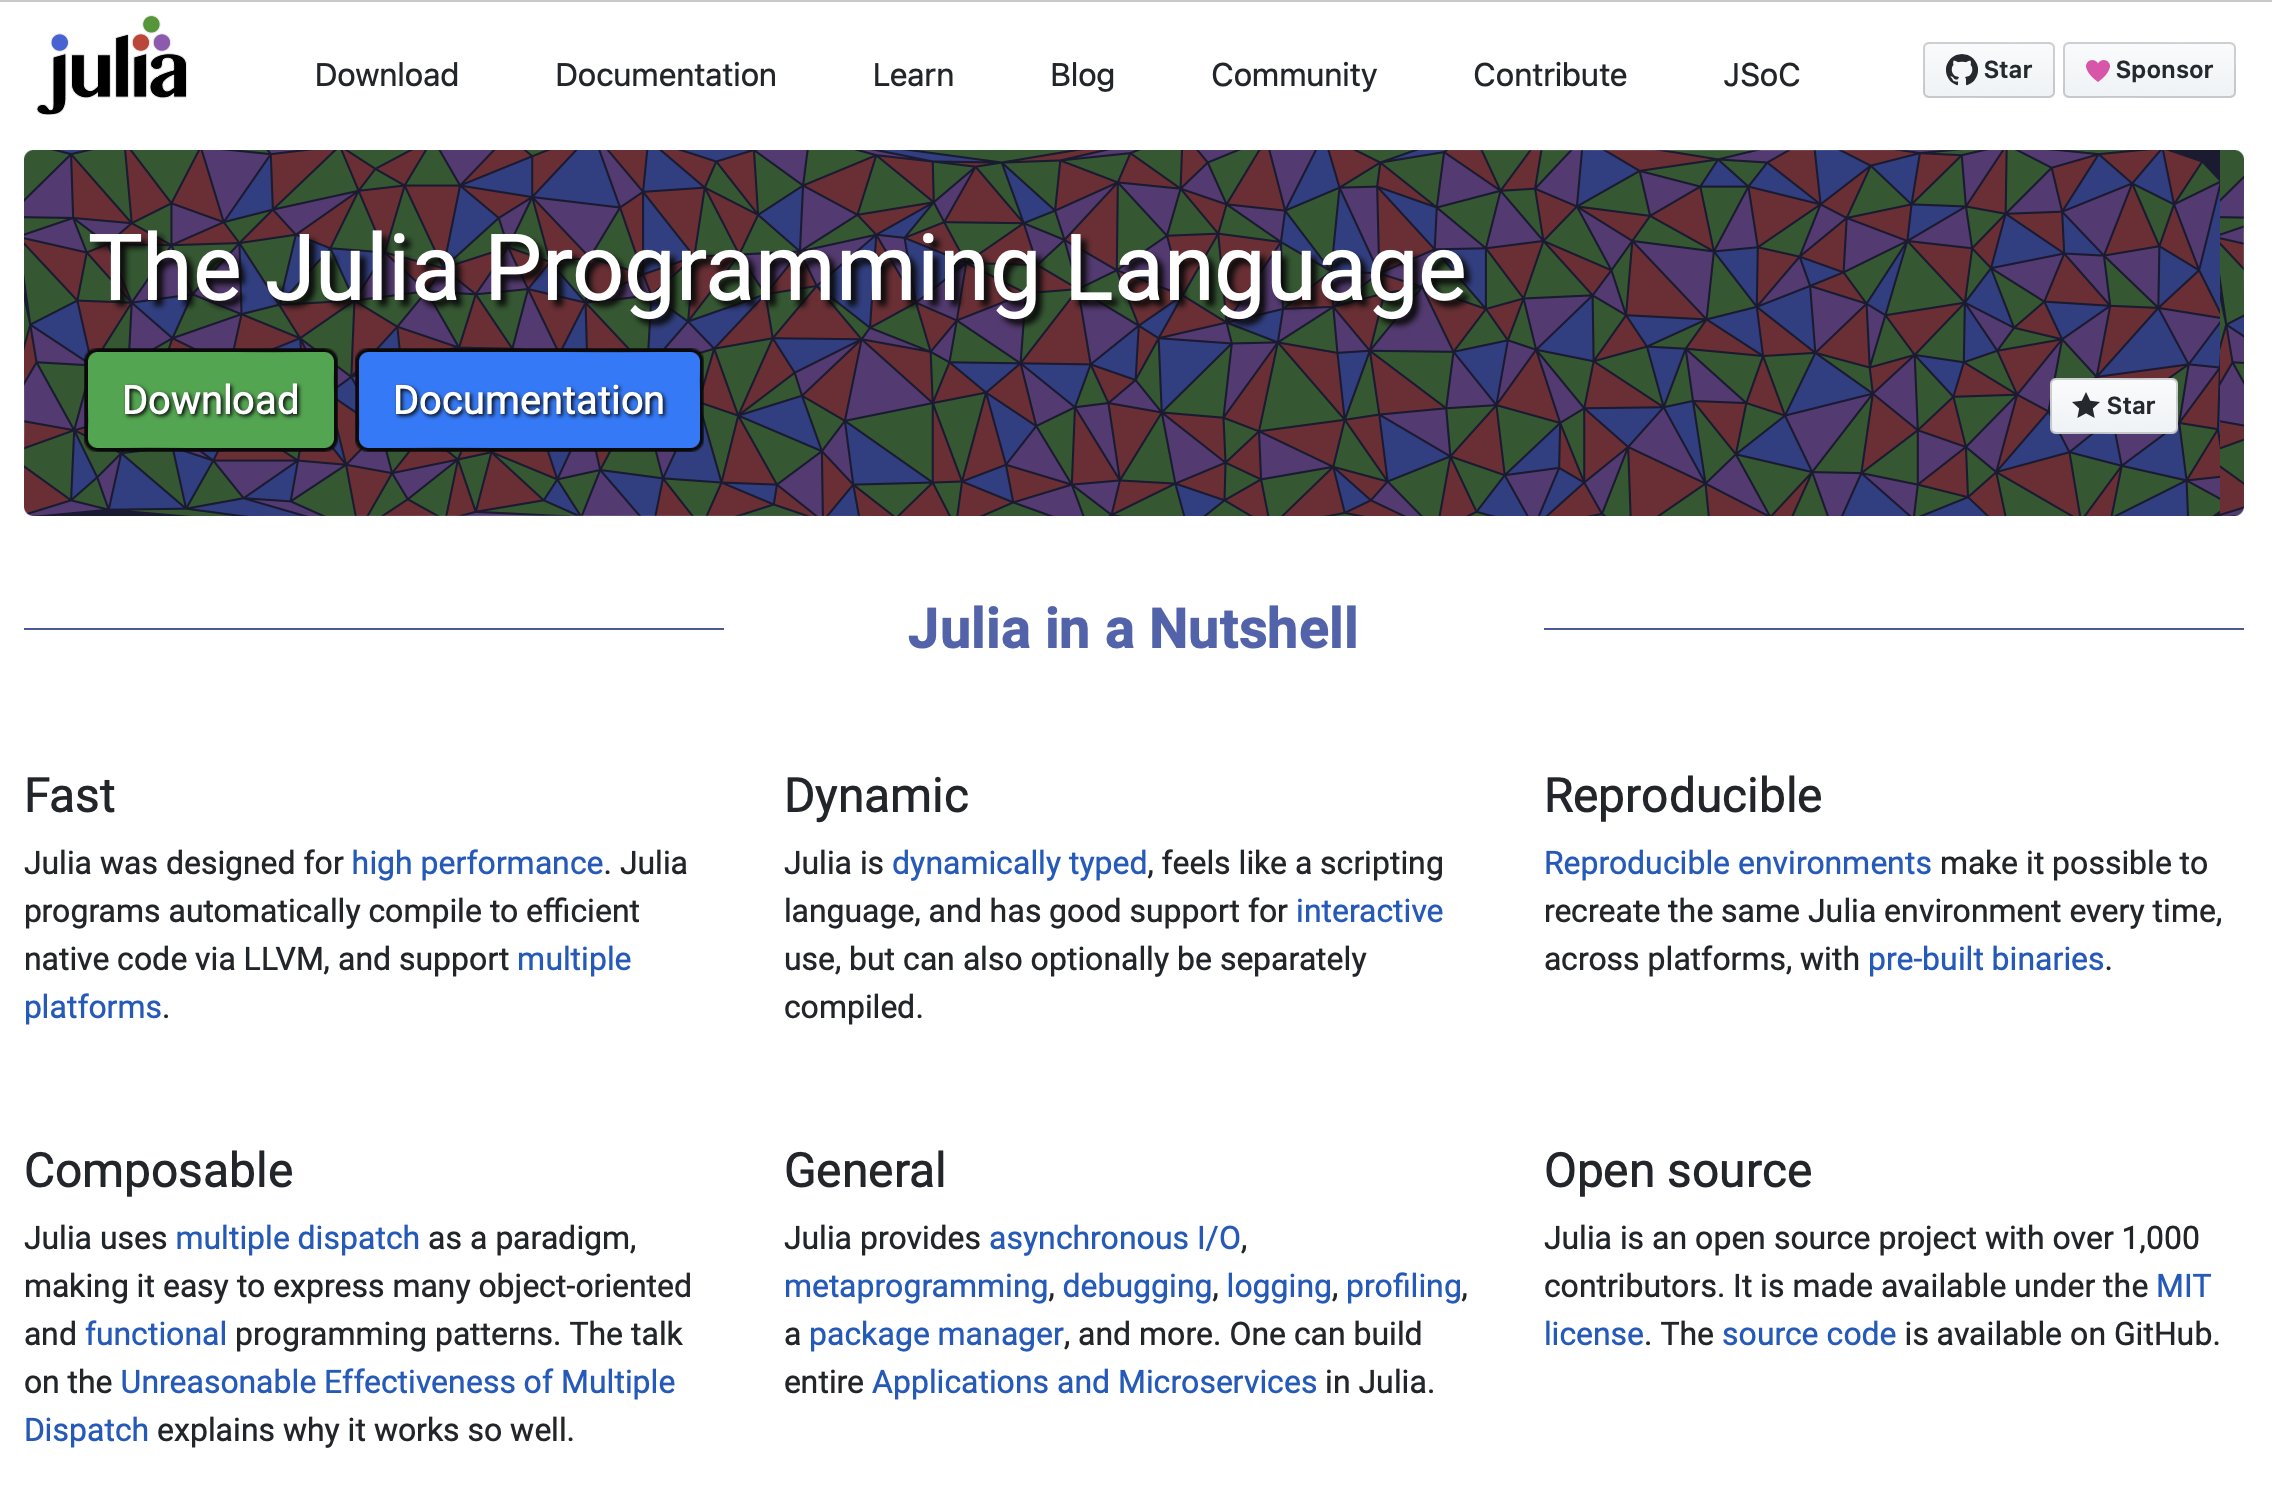 julia
Download
Documentation
Learn
Blog
Community
Contribute
JSoC
Star
Sponsor
The Julia Programming Language
Download
Documentation
Star
Julia in a Nutshell
Fast
Julia was designed for high performance. Julia
programs automatically compile to efficient
native code via LLVM, and support multiple
platforms.
Dynamic
Julia is dynamically typed, feels like a scripting
language, and has good support for interactive
use, but can also optionally be separately
compiled.
Reproducible
Reproducible environments make it possible to
recreate the same Julia environment every time,
across platforms, with pre-built binaries.
Composable
Julia uses multiple dispatch as a paradigm,
making it easy to express many object-oriented
and functional programming patterns. The talk
on the Unreasonable Effectiveness of Multiple
Dispatch explains why it works so well.
General
Julia provides asynchronous I/O,
metaprogramming, debugging, logging, profiling,
a package manager, and more. One can build
entire Applications and Microservices in Julia.
Open source
Julia is an open source project with over 1,000
contributors. It is made available under the MIT
license. The source code is available on GitHub.